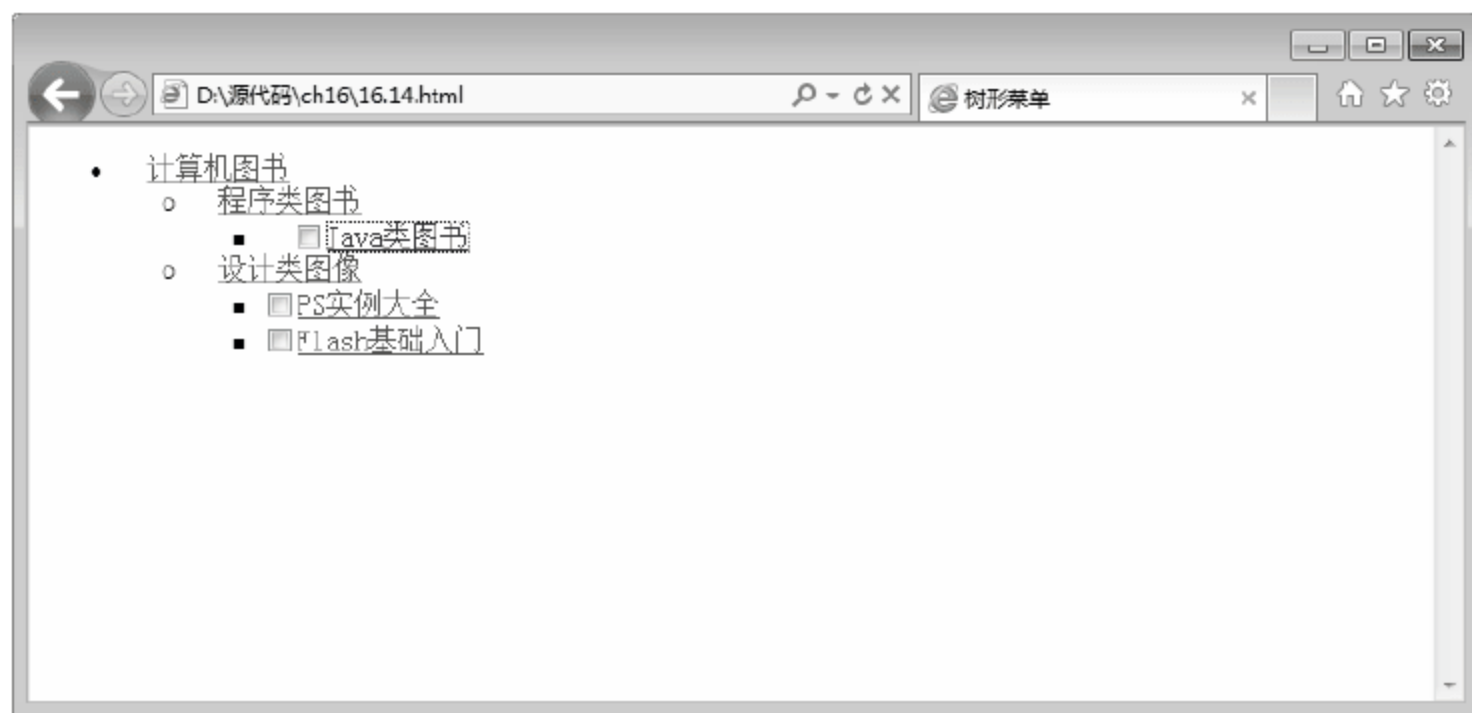 D:\源代码\ch16\16.14.html
树形菜单
计算机图书
程序类图书
Java类图书
设计类图像
PS实例大全
Flash基础入门